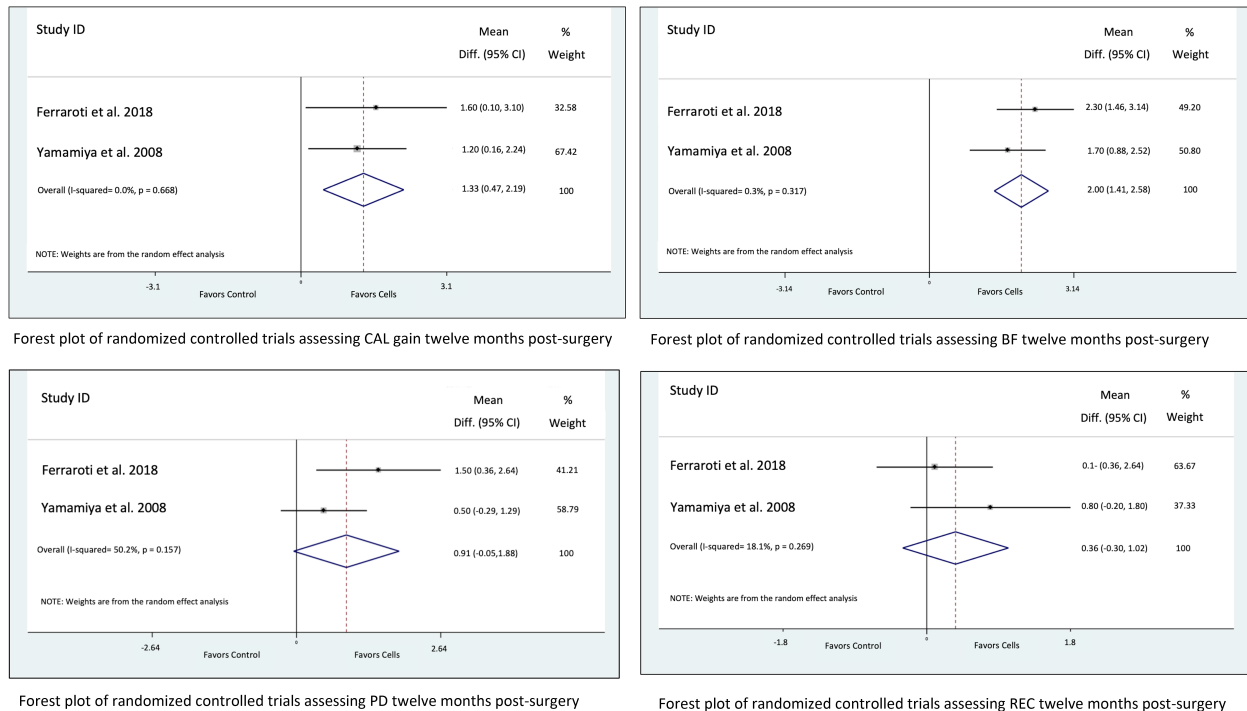 Study ID
Mean
Diff. (95% CI)
%
Weight
Ferraroti et al. 2018
1.60 (0.10, 3.10)
32.58
Yamamiya et al. 2008
1.20 (0.16, 2.24)
67.42
Overall (I-squared= 0.0%, p = 0.668)
1.33 (0.47, 2.19)
100
NOTE: Weights are from the random effect analysis
-3.1
0
3.1
Favors Control
Favors Cells
Forest plot of randomized controlled trials assessing CAL gain twelve months post-surgery
Study ID
Mean
Diff. (95% CI)
%
Weight
Ferraroti et al. 2018
2.30 (1.46, 3.14)
49.20
Yamamiya et al. 2008
1.70 (0.88, 2.52)
50.80
Overall (I-squared= 0.3%, p = 0.317)
2.00 (1.41, 2.58)
100
NOTE: Weights are from the random effect analysis
-3.14
0
3.14
Favors Control
Favors Cells
Forest plot of randomized controlled trials assessing BF twelve months post-surgery
Study ID
Mean
Diff. (95% CI)
%
Weight
Ferraroti et al. 2018
1.50 (0.36, 2.64)
41.21
Yamamiya et al. 2008
0.50 (-0.29, 1.29)
58.79
Overall (I-squared= 50.2%, p = 0.157)
0.91 (-0.05,1.88)
100
NOTE: Weights are from the random effect analysis
-2.64
0
2.64
Favors Control
Favors Cells
Forest plot of randomized controlled trials assessing PD twelve months post-surgery
Study ID
Mean
Diff. (95% CI)
%
Weight
Ferraroti et al. 2018
0.1- (0.36, 2.64)
63.67
Yamamiya et al. 2008
0.80 (-0.20, 1.80)
37.33
Overall (I-squared= 18.1%, p = 0.269)
0.36 (-0.30, 1.02)
100
NOTE: Weights are from the random effect analysis
-1.8
0
1.8
Favors Control
Favors Cells
Forest plot of randomized controlled trials assessing REC twelve months post-surgery